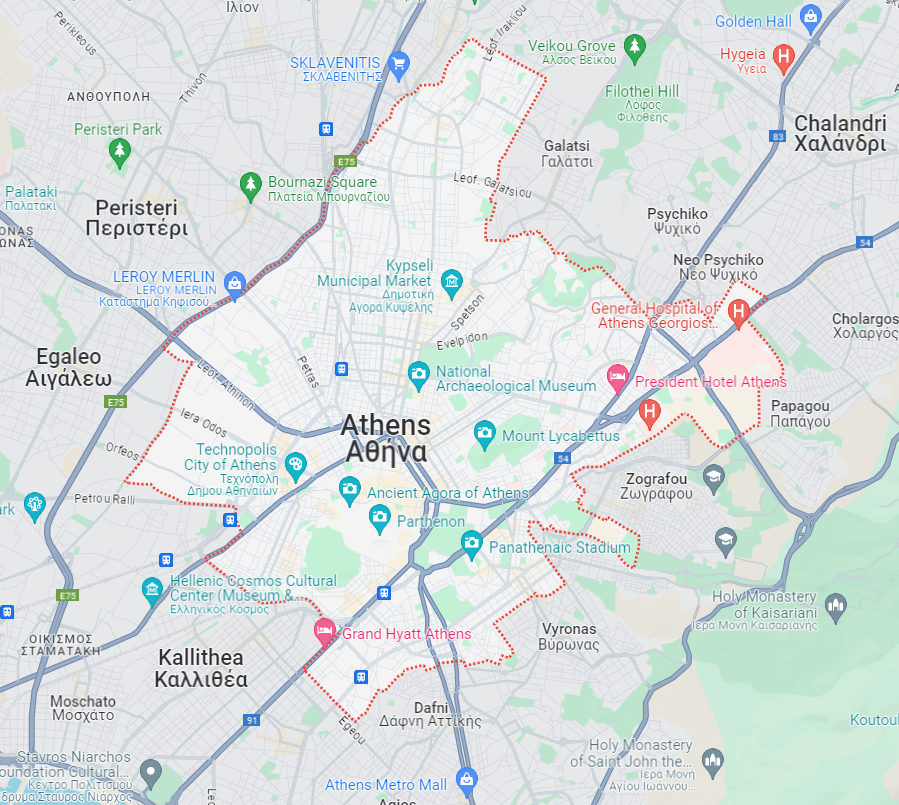 Ίλιον
Perikleous
Leof. Irakliou
Golden Hall
Veikou Grove
Άλσος Βεΐκου
Hygeia
Υγεία
SKLAVENITIS
ΣΚΛΑΒΕΝΙΤΗΣ
Thivon
ΑΝΘΟΥΠΟΛΗ
Filothei Hill
Λόφος
Φιλοθέης
Chalandri
Χαλάνδρι
83
Peristeri Park
Galatsi
Γαλάτσι
E75
Bournazi Square
Πλατεία Μπουρναζίου
Leof. Galatsiou
Palataki
Παλατάκι
Peristeri
Περιστέρι
Psychiko
Ψυχικό
ONAS
ΩΝΑΣ
54
Neo Psychiko
Νέο Ψυχικό
Kypseli
Municipal Market
Δημοτική
Αγορά Κυψέλης
LEROY MERLIN
LEROY MERLIN
Κατάστημα Κηφισού...
Spetson
General Hospital of
Athens Georgios...
Cholargos
Χολαργός
Evelpidon
Egaleo
Αιγάλεω
Petras
Leof. Athinon
National
Archaeological Museum
President Hotel Athens
E75
Iera Odos
Athens
Αθήνα
Mount Lycabettus
Papagou
Παπάγου
Orfeos
Technopolis
City of Athens
Τεχνόπολη
Δήμου Αθηναίων
54
Zografou
Ζωγράφου
Petrou Ralli
Ancient Agora of Athens
ark
Parthenon
Panathenaic Stadium
Hellenic Cosmos Cultural
Center (Museum &...
Ελληνικός Κόσμος
E75
Holy Monastery
of Kaisariani
Ιερά Μονή Καισαριανής
ΟΙΚΙΣΜΟΣ
ΣΤΑΜΑΤΑΚΗ
Grand Hyatt Athens
Vyronas
Βύρωνας
Kallithea
Καλλιθέα
Moschato
Μοσχάτο
91
Egeou
Dafni
Δάφνη Αττικής
Koutoul
Stavros Niarchos
oundation Cultural...
Κέντρο Πολιτισμού
δρυμα Σταύρος Νιάρχος
Leof
Holy Monastery
of Saint John the...
Ιερά Μονή
Αγίου Ιωάννου...
Athens Metro Mall
Agios